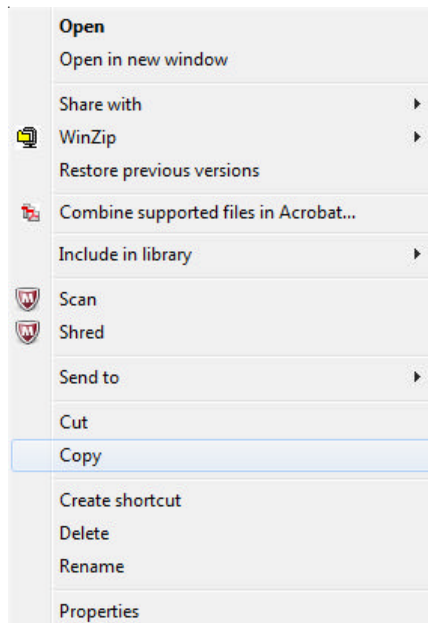 Open
Open in new window
Share with
WinZip
Restore previous versions
Combine supported files in Acrobat...
Include in library
Scan
Shred
Send to
Cut
Copy
Create shortcut
Delete
Rename
Properties